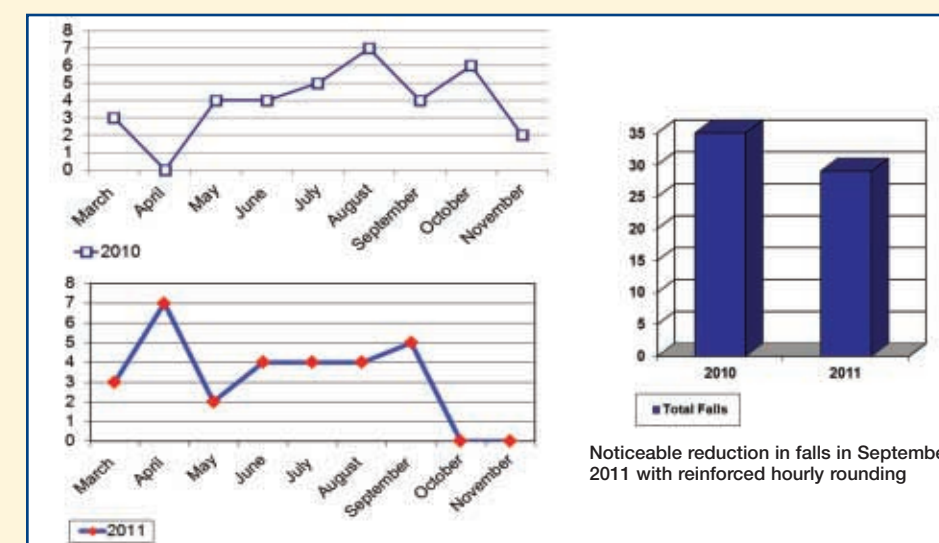 8
7
6
5
4
3
2
1
0
March
April
May
June
July
August
September
October
November
2010
8
7
6
5
4
3
2
1
0
March
April
May
June
July
August
September
October
November
2011
35
30
25
20
15
10
5
0
2010
2011
Total Falls
Noticeable reduction in falls in Septembe
2011 with reinforced hourly rounding